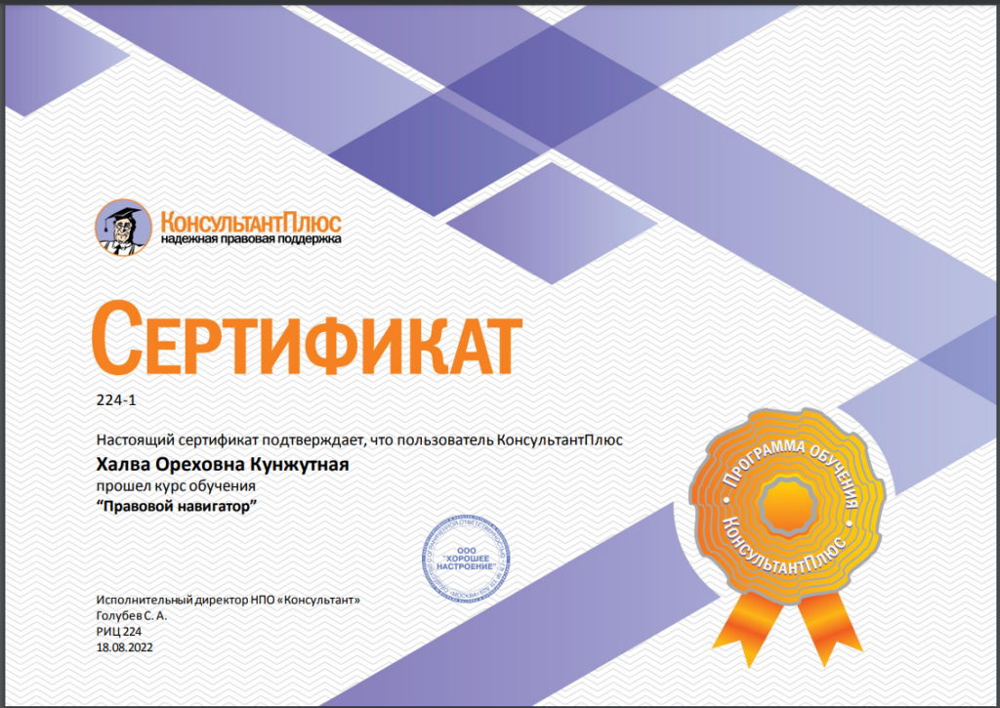 КОНСУЛЬТАНТПЛЮС
надежная правовая поддержка
СЕРТИФИКАТ
224-1
Настоящий сертификат подтверждает, что пользователь КонсультантПлюс
Халва Ореховна Кунжутная
прошел курс обучения
“Правовой навигатор”
ПРОГРАММА ОБУЧЕНИЯ
КОНСУЛЬТАНТПЛЮС
ООО
"ХОРОШЕЕ
НАСТРОЕНИЕ"
*МОСКВА*
Исполнительный директор НПО «Консультант»
Голубев С. А.
РИЦ 224
18.08.2022